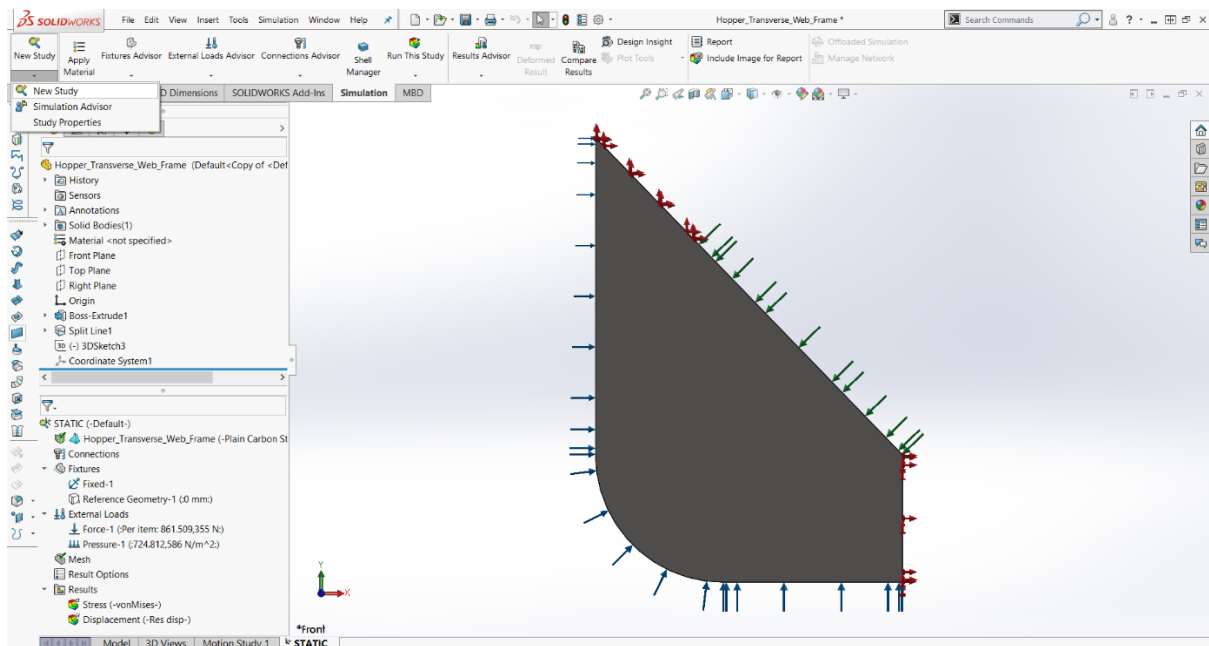 SOLIDWORKS File Edit View Insert Tools Simulation Window Help Hopper_Transverse_Web_Frame * Search Commands ?
New Study Apply Material Fixtures Advisor External Loads Advisor Connections Advisor Shell Manager Run This Study Results Advisor Deformed Result Compare Results Design Insight Plot Tools Report Include Image for Report Offloaded Simulation Manage Network
D Dimensions SOLIDWORKS Add-Ins Simulation MBD
New Study
Simulation Advisor
Study Properties
Hopper_Transverse_Web_Frame (Default<Copy of <Def
History
Sensors
Annotations
Solid Bodies(1)
Material <not specified>
Front Plane
Top Plane
Right Plane
Origin
Boss-Extrude1
Split Line1
3D (-) 3DSketch3
Coordinate System1
STATIC (-Default-)
Hopper_Transverse_Web_Frame (-Plain Carbon St
Connections
Fixtures
Fixed-1
Reference Geometry-1 (:0 mm:)
External Loads
Force-1 (:Per item: 861.509,355 N:)
Pressure-1 (:724.812,586 N/m^2:)
Mesh
Result Options
Results
Stress (-vonMises-)
Displacement (-Res disp-)
Y
X
*Front
Model 3D Views Motion Study 1 STATIC